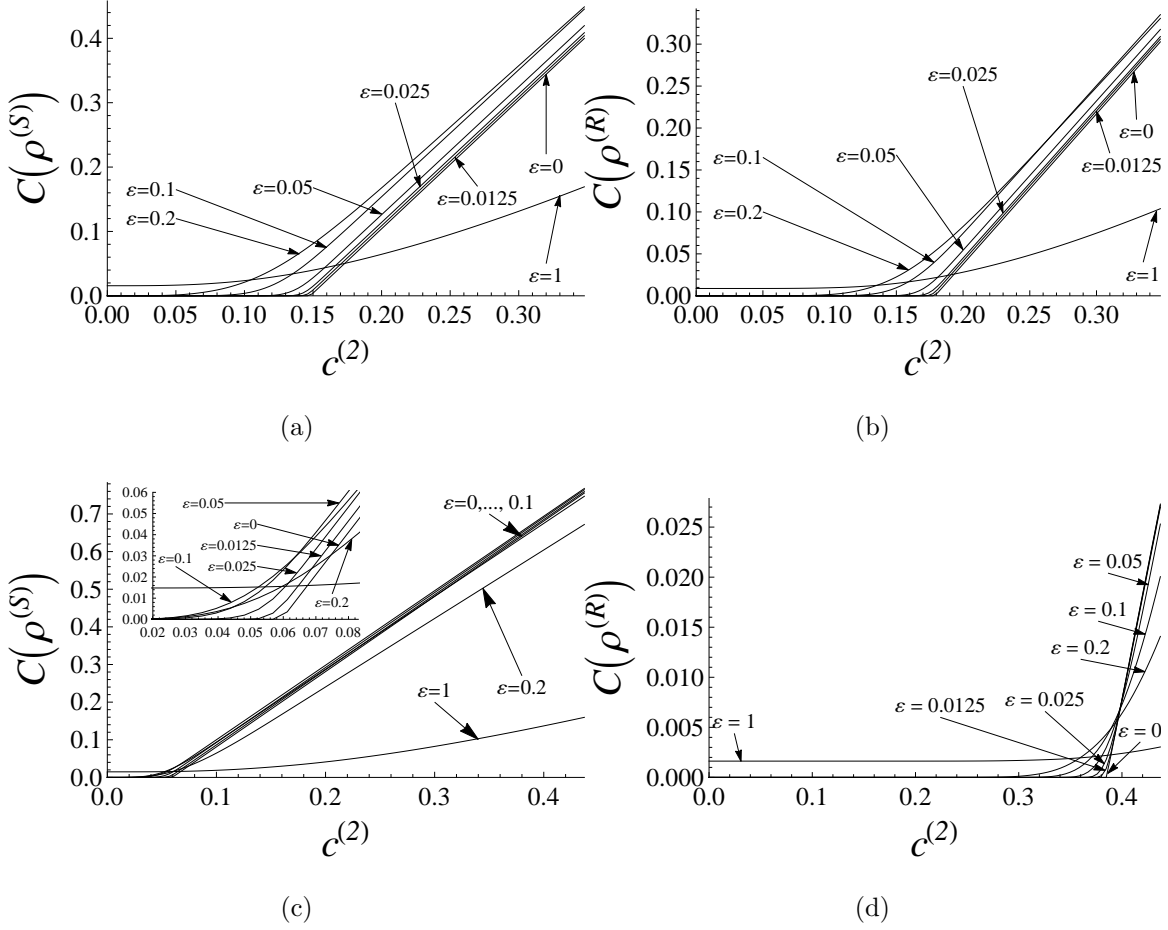 C(ρ^(S))
0.4
0.3
0.2
0.1
0.0
0.00 0.05 0.10 0.15 0.20 0.25 0.30
ε=0.025
ε=0.05
ε=0.1
ε=0.2
ε=0
ε=0.0125
ε=1
c^(2)
(a)
C(ρ^(R))
0.30
0.25
0.20
0.15
0.10
0.05
0.00
0.00 0.05 0.10 0.15 0.20 0.25 0.30
ε=0.025
ε=0
ε=0.1
ε=0.05
ε=0.0125
ε=0.2
ε=1
c^(2)
(b)
C(ρ^(S))
0.7
0.6
0.5
0.4
0.3
0.2
0.1
0.0
0.0 0.1 0.2 0.3 0.4
0.06
0.05
0.04
0.03
0.02
0.01
0.00
0.02 0.03 0.04 0.05 0.06 0.07 0.08
ε=0.05
ε=0
ε=0.0125
ε=0.1
ε=0.025
ε=0.2
ε=0,..., 0.1
ε=1
ε=0.2
c^(2)
(c)
C(ρ^(R))
0.025
0.020
0.015
0.010
0.005
0.000
0.0 0.1 0.2 0.3 0.4
ε = 0.05
ε = 0.1
ε = 0.2
ε = 0.025
ε = 0.0125
ε = 1
ε = 0
c^(2)
(d)